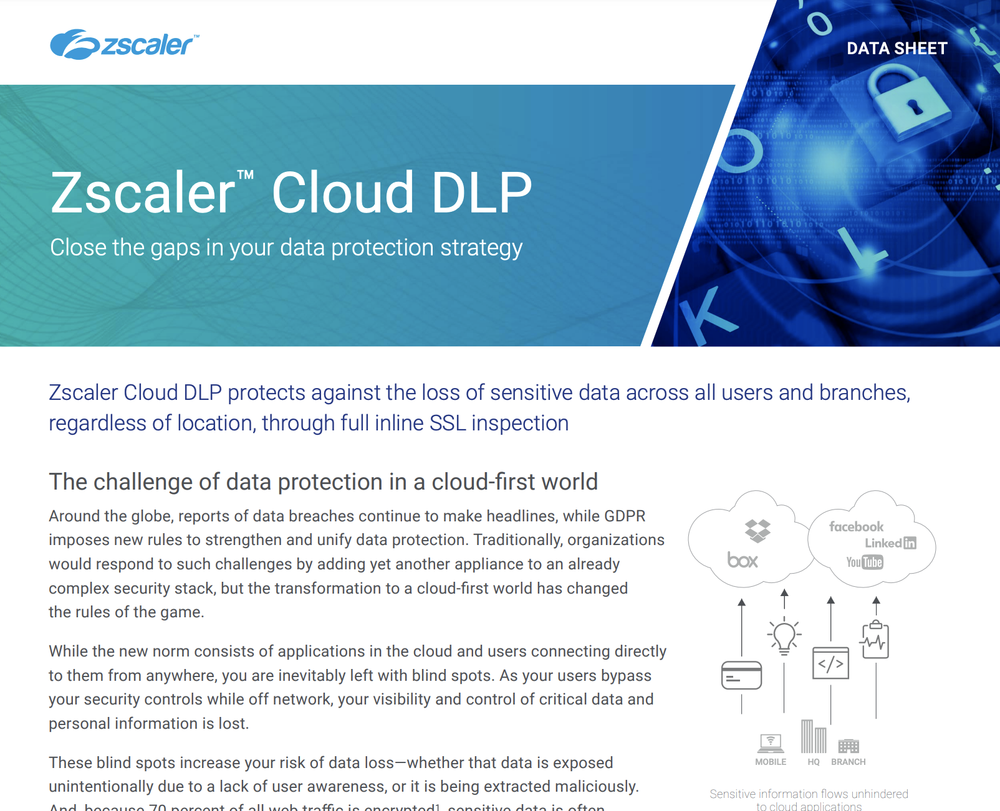 zscaler™
DATA SHEET
Zscaler™ Cloud DLP
Close the gaps in your data protection strategy
Zscaler Cloud DLP protects against the loss of sensitive data across all users and branches,
regardless of location, through full inline SSL inspection
The challenge of data protection in a cloud-first world
Around the globe, reports of data breaches continue to make headlines, while GDPR
imposes new rules to strengthen and unify data protection. Traditionally, organizations
would respond to such challenges by adding yet another appliance to an already
complex security stack, but the transformation to a cloud-first world has changed
the rules of the game.
While the new norm consists of applications in the cloud and users connecting directly
to them from anywhere, you are inevitably left with blind spots. As your users bypass
your security controls while off network, your visibility and control of critical data and
personal information is lost.
These blind spots increase your risk of data loss—whether that data is exposed
unintentionally due to a lack of user awareness, or it is being extracted maliciously.
And, because 70 percent of all web traffic is encrypted¹, sensitive data is often
box
facebook
Linked in
YouTube
</>
MOBILE HQ BRANCH
Sensitive information flows unhindered
to cloud applications